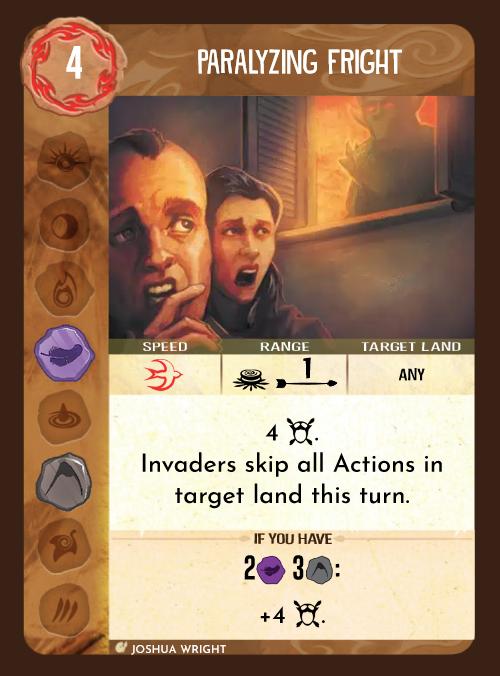 4
PARALYZING FRIGHT
SPEED RANGE TARGET LAND
1 ANY
4 .
Invaders skip all Actions in
target land this turn.
IF YOU HAVE
2 3 :
+4 .
JOSHUA WRIGHT